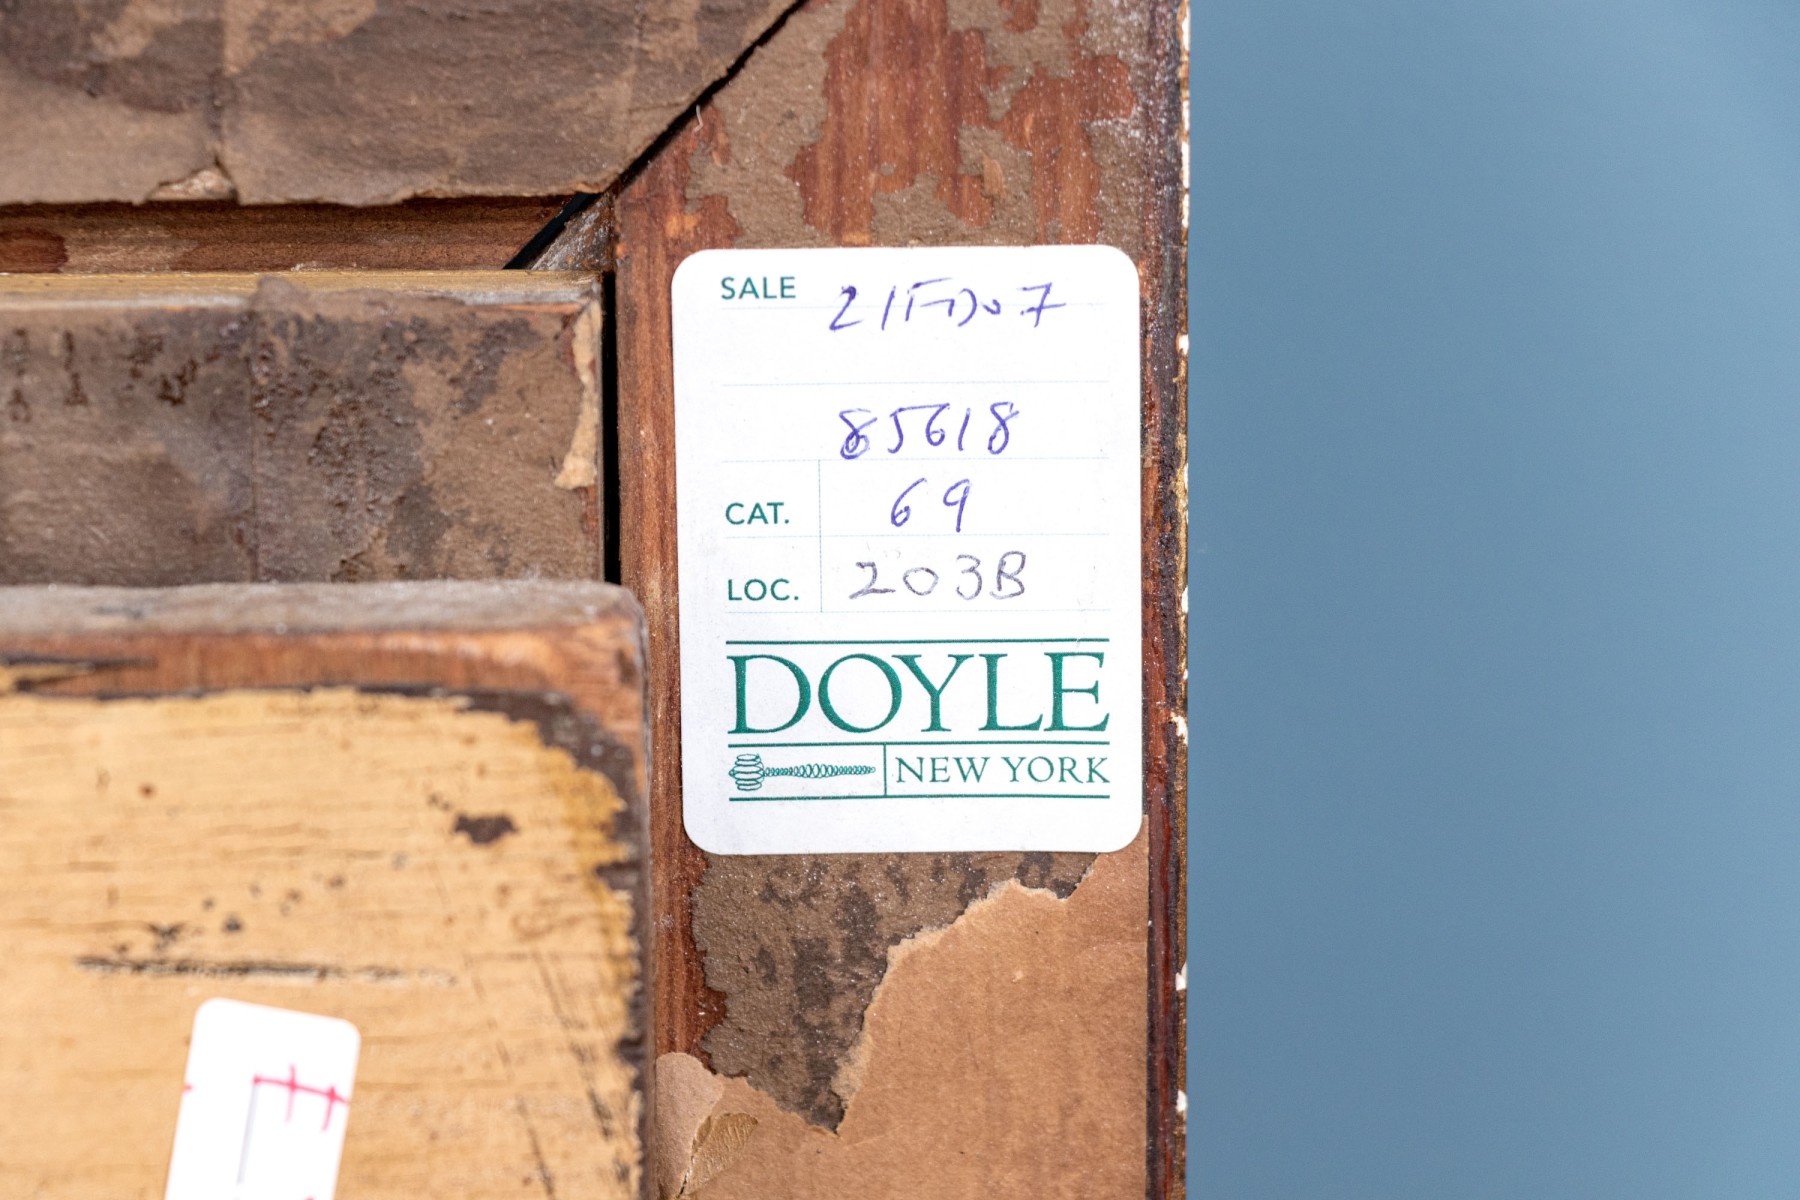 SALE 21FD07
85618
CAT. 69
LOC. 203B
DOYLE
NEW YORK